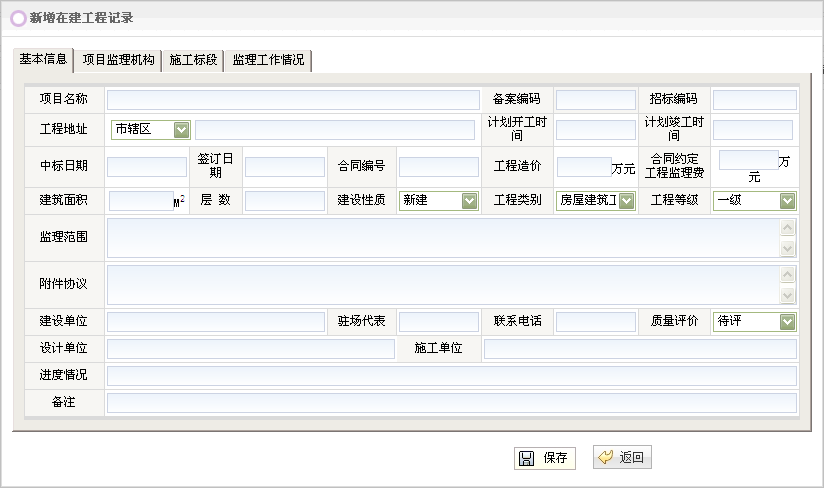 新增在建工程记录
基本信息 项目监理机构 施工标段 监理工作情况
项目名称 备案编码 招标编码
工程地址 市辖区 计划开工时间 计划竣工时间
中标日期 签订日期 合同编号 工程造价 万元 合同约定工程监理费 万元
建筑面积 M² 层 数 建设性质 新建 工程类别 房屋建筑工 工程等级 一级
监理范围
附件协议
建设单位 驻场代表 联系电话 质量评价 待评
设计单位 施工单位
进度情况
备注
保存 返回